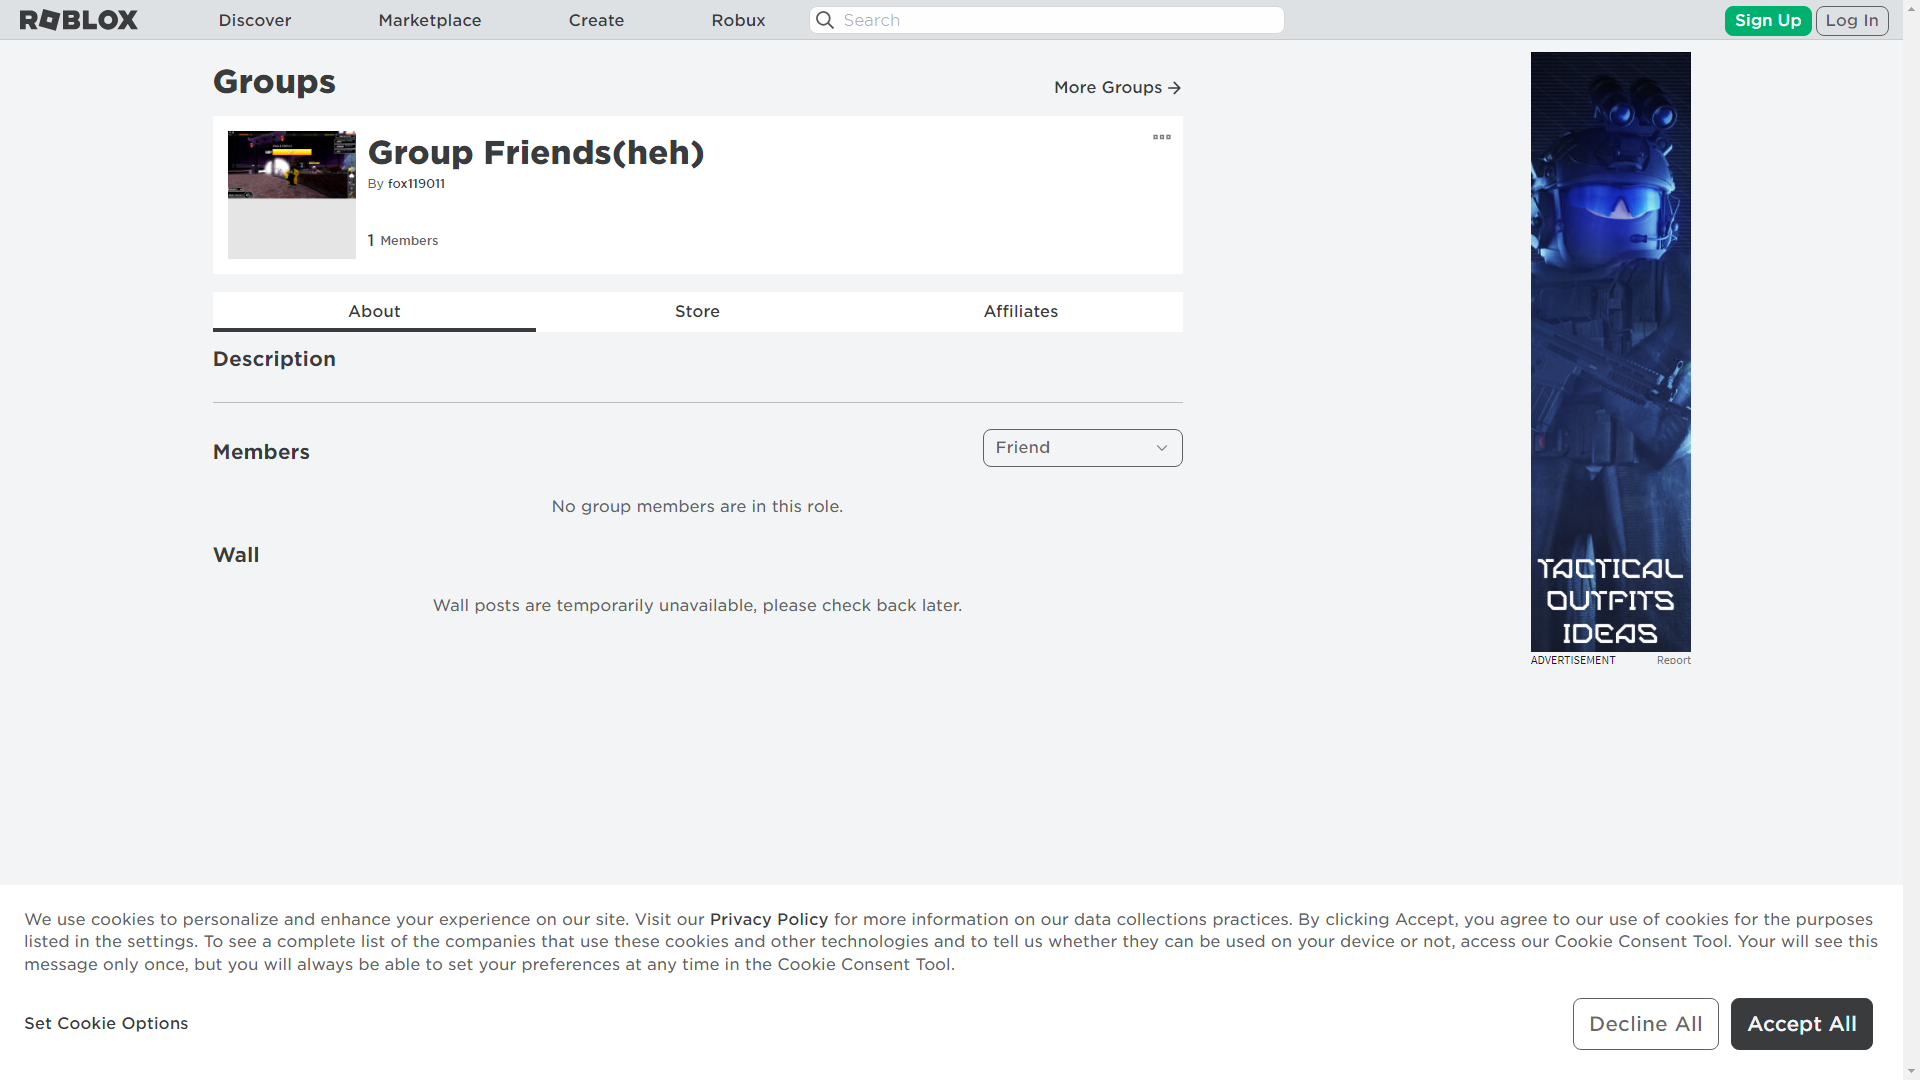 ROBLOX Discover Marketplace Create Robux Search Sign Up Log In
Groups
More Groups
Group Friends(heh)
By fox119011
1 Members
About Store Affiliates
Description
Members
Friend
No group members are in this role.
Wall
Wall posts are temporarily unavailable, please check back later.
TACTICAL
OUTFITS
IDEAS
ADVERTISEMENT Report
We use cookies to personalize and enhance your experience on our site. Visit our Privacy Policy for more information on our data collections practices. By clicking Accept, you agree to our use of cookies for the purposes
listed in the settings. To see a complete list of the companies that use these cookies and other technologies and to tell us whether they can be used on your device or not, access our Cookie Consent Tool. Your will see this
message only once, but you will always be able to set your preferences at any time in the Cookie Consent Tool.
Set Cookie Options
Decline All
Accept All